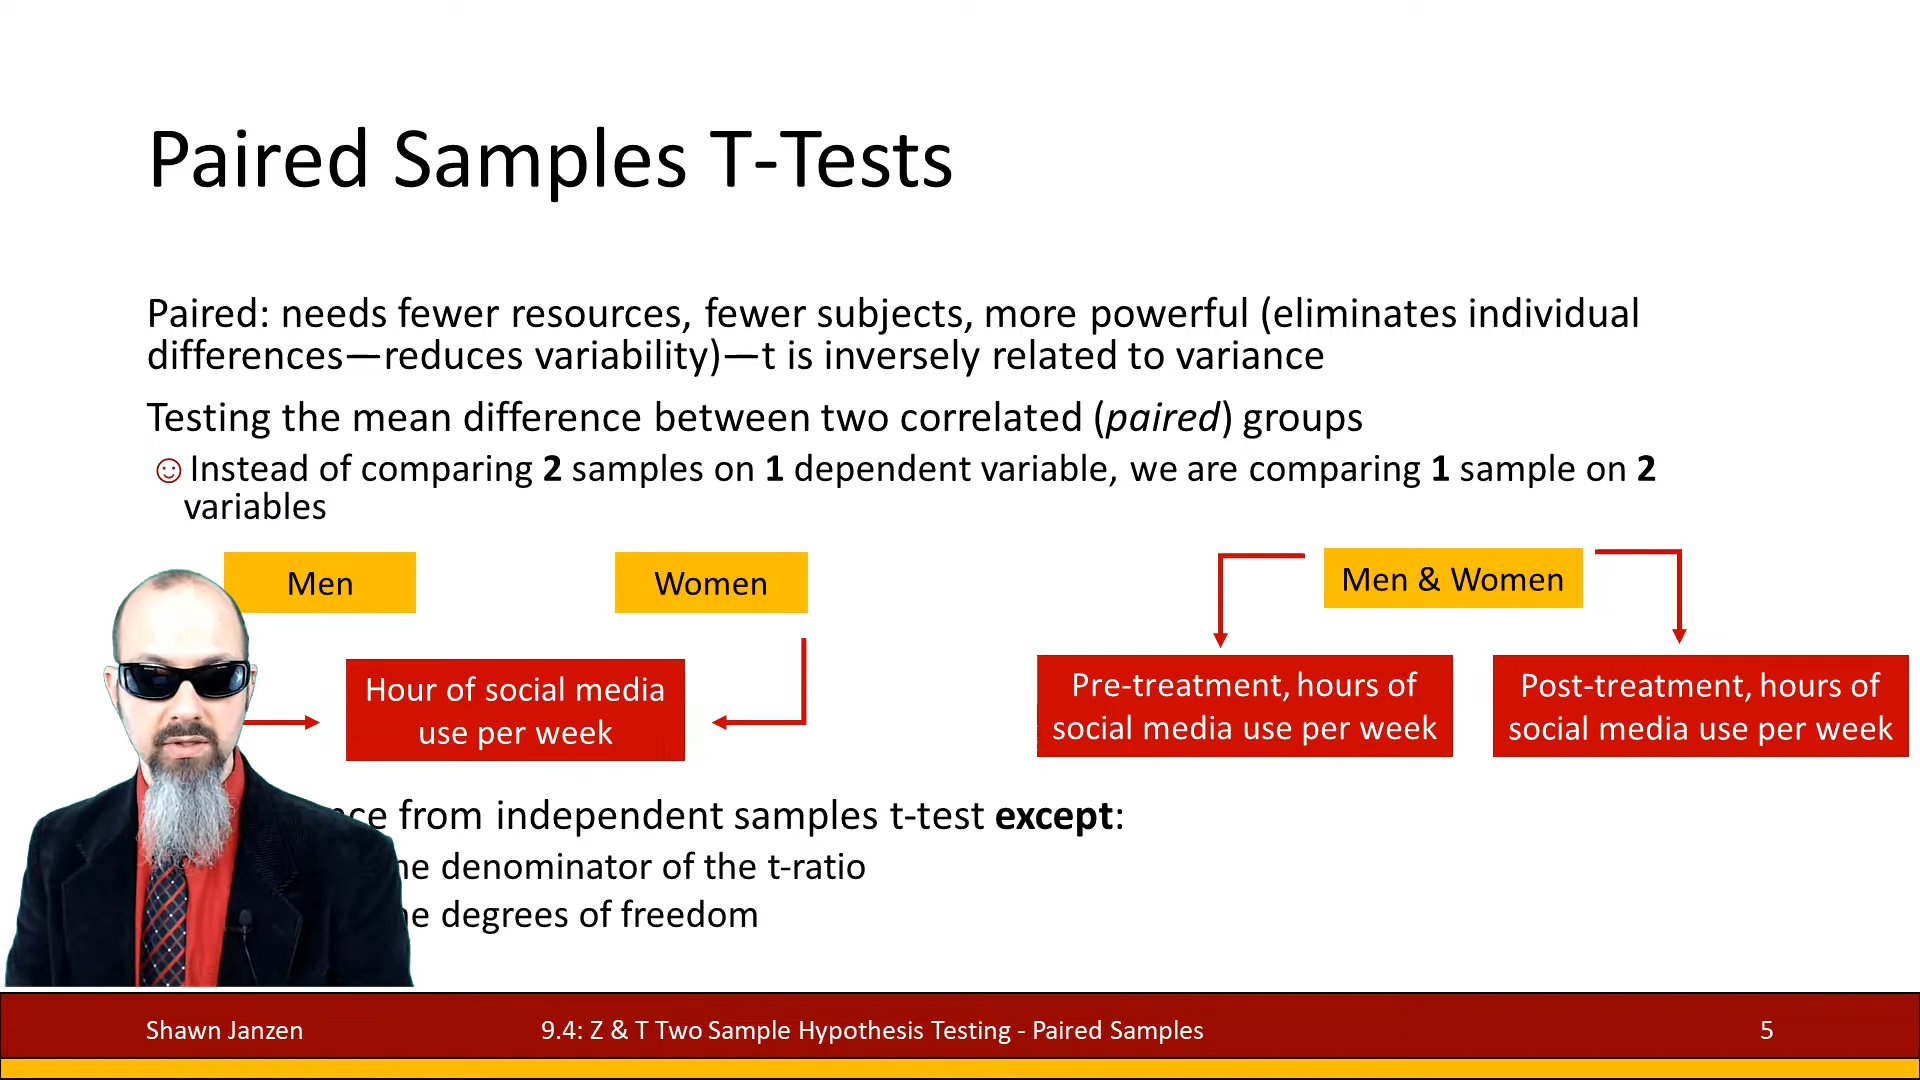 Paired Samples T-Tests
Paired: needs fewer resources, fewer subjects, more powerful (eliminates individual
differences—reduces variability)—t is inversely related to variance
Testing the mean difference between two correlated (paired) groups
☺Instead of comparing 2 samples on 1 dependent variable, we are comparing 1 sample on 2
variables
Men
Women
Hour of social media
use per week
Men & Women
Pre-treatment, hours of
social media use per week
Post-treatment, hours of
social media use per week
from independent samples t-test except:
denominator of the t-ratio
degrees of freedom
Shawn Janzen
9.4: Z & T Two Sample Hypothesis Testing - Paired Samples
5